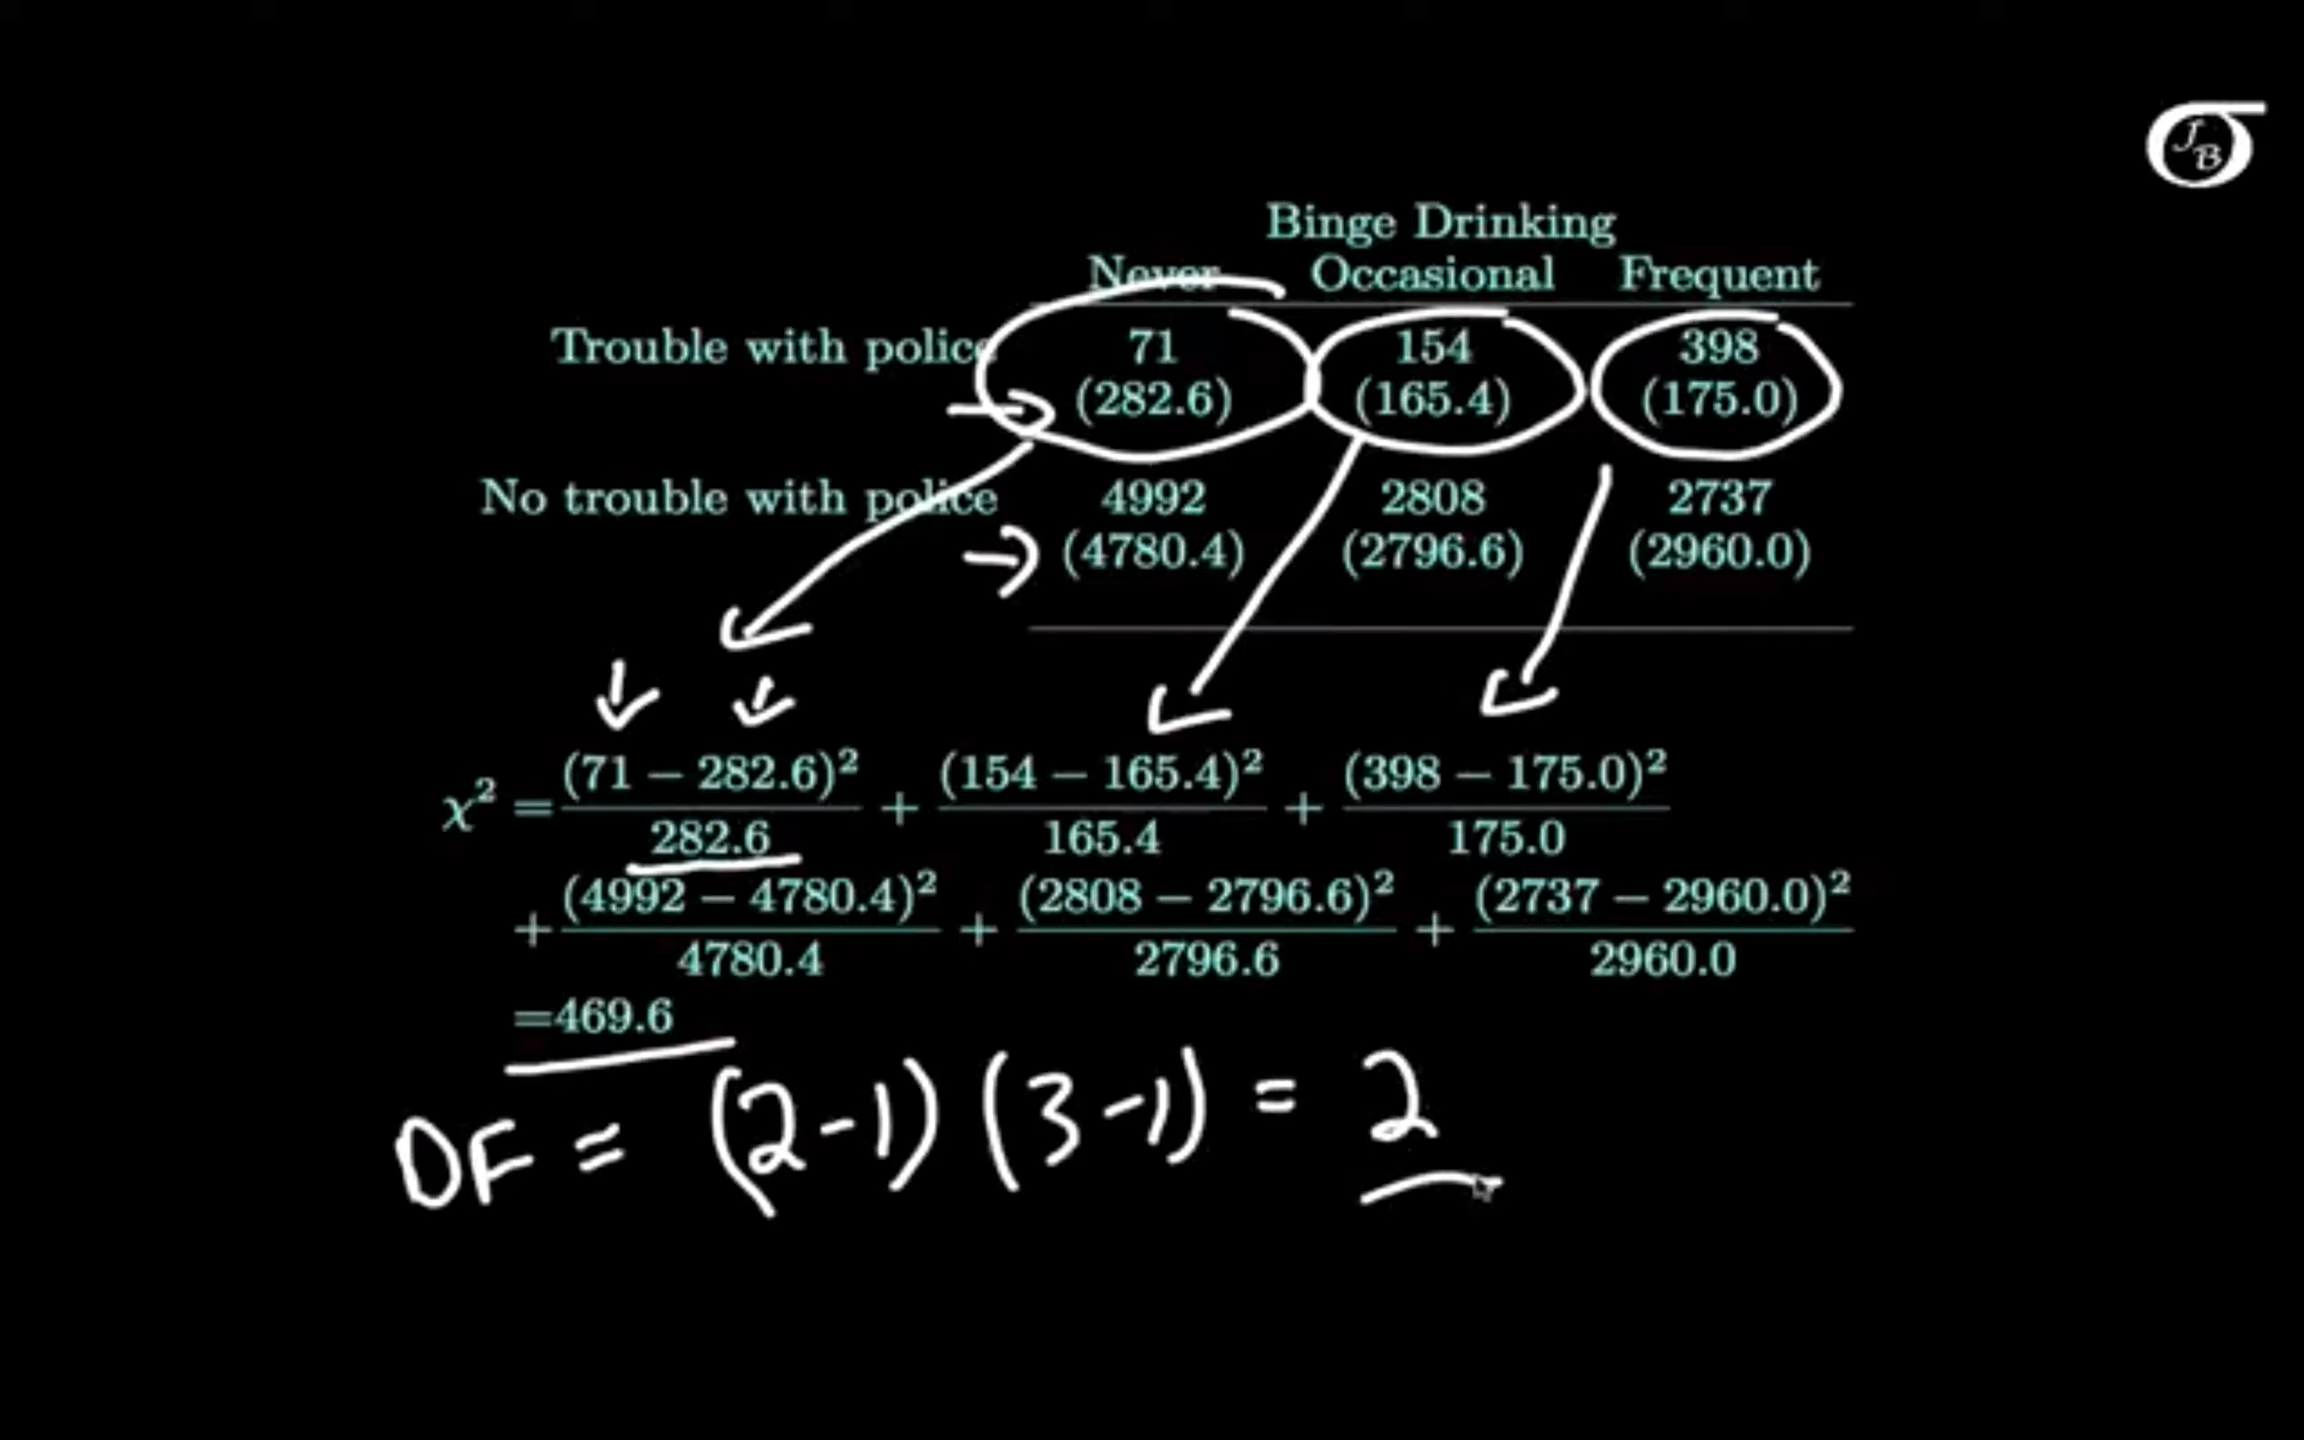 J B
Binge Drinking
Never Occasional Frequent
Trouble with police 71 154 398
(282.6) (165.4) (175.0)
No trouble with police 4992 2808 2737
(4780.4) (2796.6) (2960.0)
χ² = (71 − 282.6)²/282.6 + (154 − 165.4)²/165.4 + (398 − 175.0)²/175.0
+ (4992 − 4780.4)²/4780.4 + (2808 − 2796.6)²/2796.6 + (2737 − 2960.0)²/2960.0
=469.6
DF = (2-1) (3-1) = 2